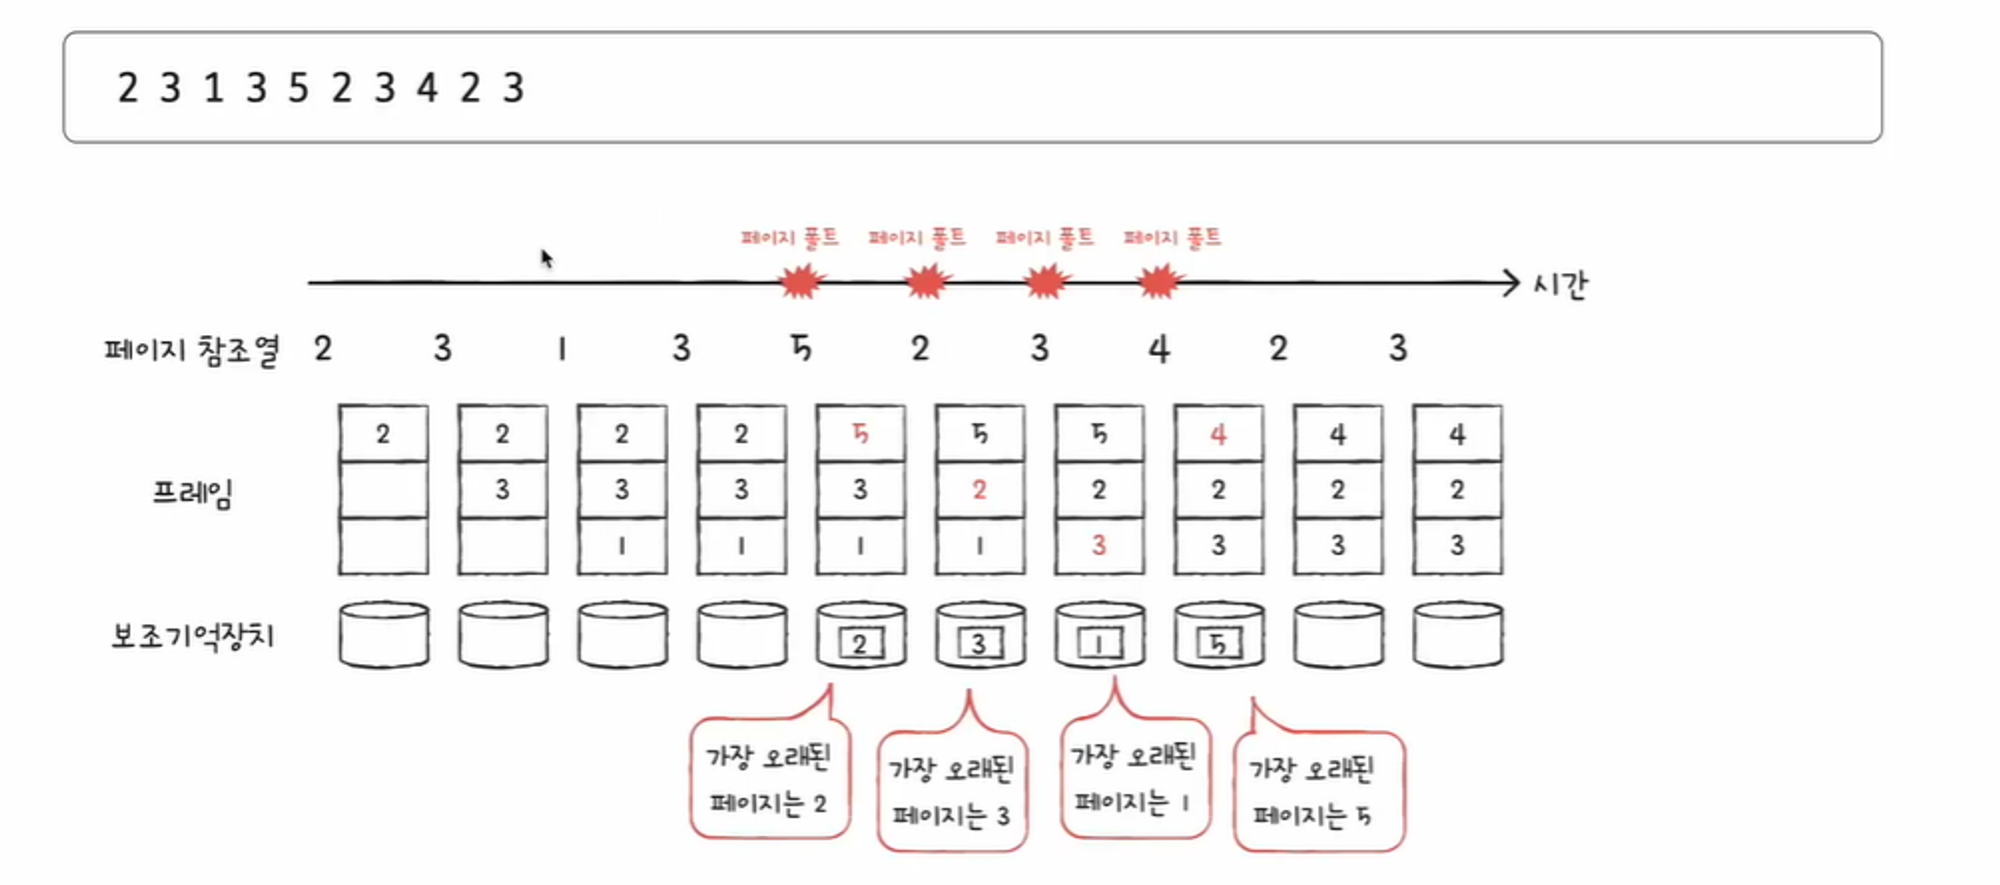 2 3 1 3 5 2 3 4 2 3
페이지 폴트 페이지 폴트 페이지 폴트 페이지 폴트
시간
페이지 참조열 2 3 1 3 5 2 3 4 2 3
2 2 2 2 5 5 5 4 4 4
프레임 3 3 3 3 2 2 2 2 2
1 1 1 1 3 3 3 3
보조기억장치 2 3 1 5
가장 오래된
페이지는 2
가장 오래된
페이지는 3
가장 오래된
페이지는 1
가장 오래된
페이지는 5